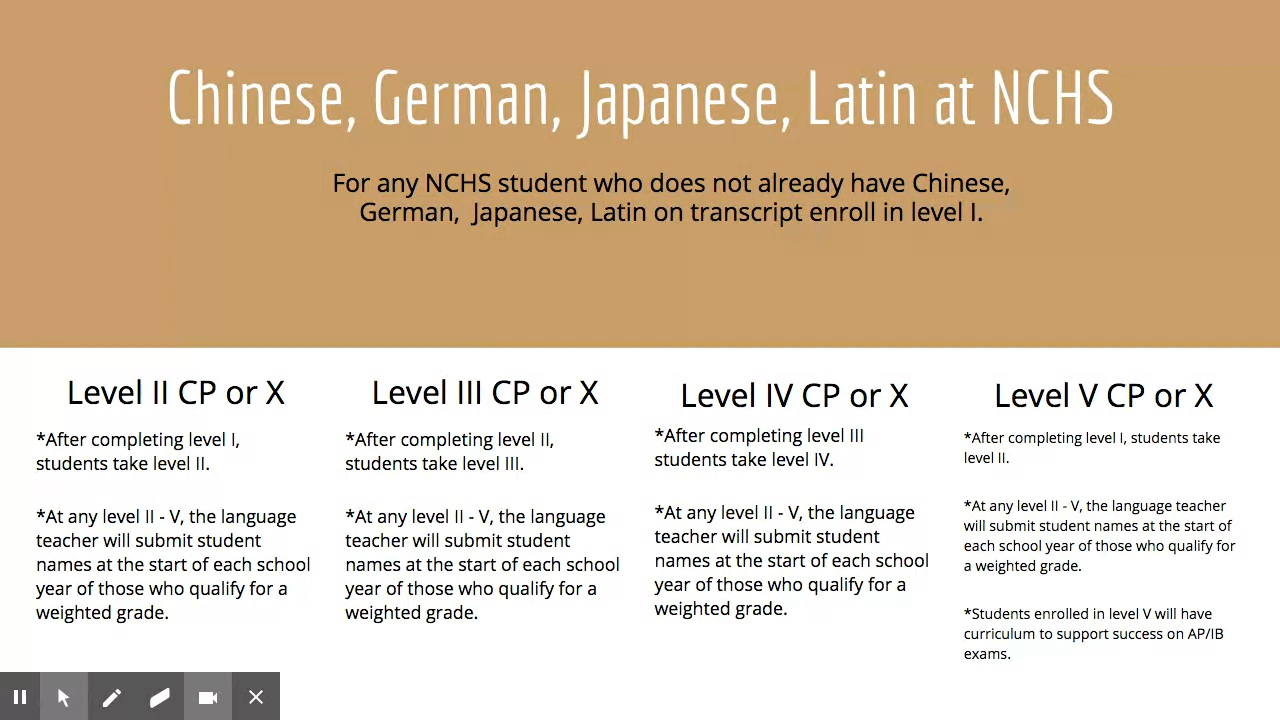 Chinese, German, Japanese, Latin at NCHS
For any NCHS student who does not already have Chinese,
German,  Japanese, Latin on transcript enroll in level I.
Level II CP or X
*After completing level I,
students take level II.
*At any level II - V, the language
teacher will submit student
names at the start of each school
year of those who qualify for a
weighted grade.
Level III CP or X
*After completing level II,
students take level III.
*At any level II - V, the language
teacher will submit student
names at the start of each school
year of those who qualify for a
weighted grade.
Level IV CP or X
*After completing level III
students take level IV.
*At any level II - V, the language
teacher will submit student
names at the start of each school
year of those who qualify for a
weighted grade.
Level V CP or X
*After completing level I, students take
level II.
*At any level II - V, the language teacher
will submit student names at the start of
each school year of those who qualify for
a weighted grade.
*Students enrolled in level V will have
curriculum to support success on AP/IB
exams.